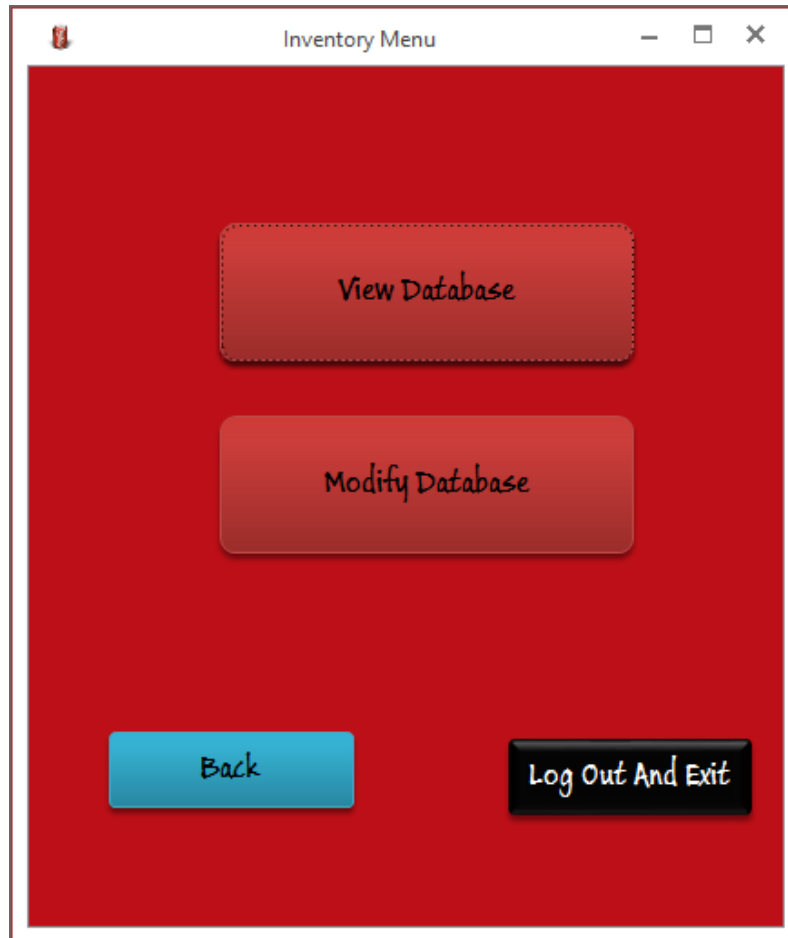 Inventory Menu
View Database
Modify Database
Back
Log Out And Exit